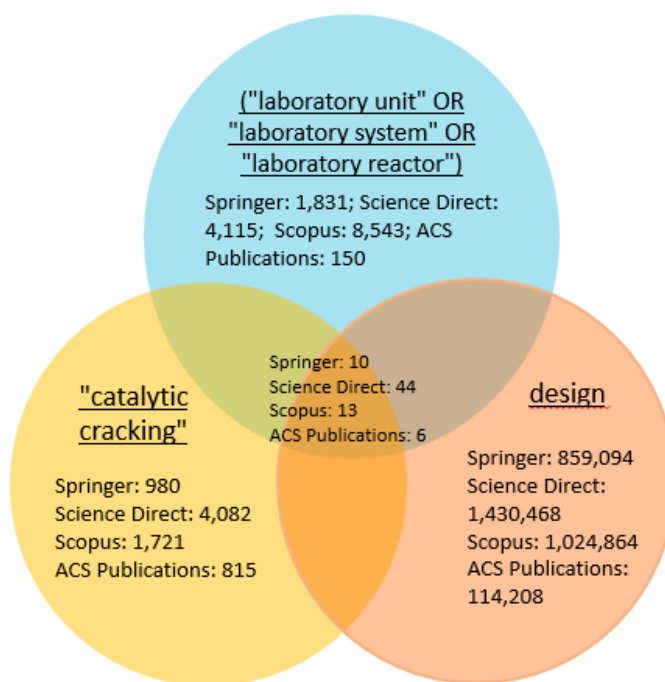 ("laboratory unit" OR
"laboratory system" OR
"laboratory reactor")
Springer: 1,831; Science Direct:
4,115;  Scopus: 8,543; ACS
Publications: 150
Springer: 10
Science Direct: 44
Scopus: 13
ACS Publications: 6
"catalytic
cracking"
Springer: 980
Science Direct: 4,082
Scopus: 1,721
ACS Publications: 815
design
Springer: 859,094
Science Direct:
1,430,468
Scopus: 1,024,864
ACS Publications:
114,208